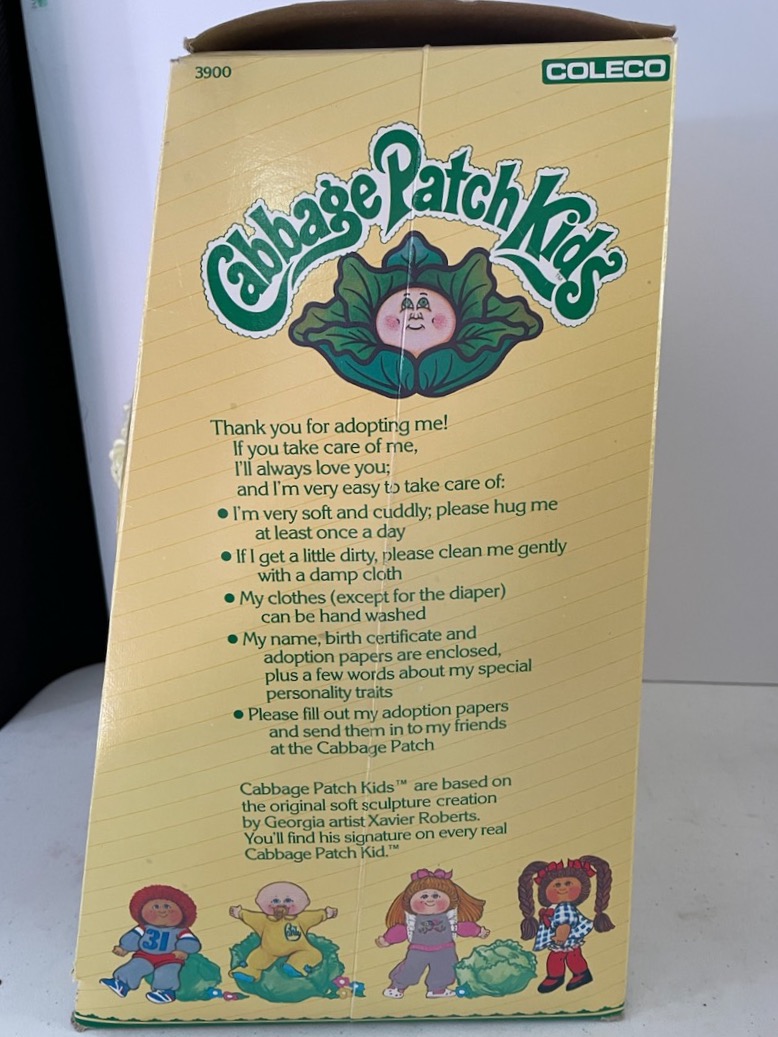 3900
COLECO
Cabbage Patch Kids
Thank you for adopting me!
If you take care of me,
I'll always love you;
and I'm very easy to take care of:
● I'm very soft and cuddly; please hug me
at least once a day
● If I get a little dirty, please clean me gently
with a damp cloth
● My clothes (except for the diaper)
can be hand washed
● My name, birth certificate and
adoption papers are enclosed,
plus a few words about my special
personality traits
● Please fill out my adoption papers
and send them in to my friends
at the Cabbage Patch
Cabbage Patch Kids™ are based on
the original soft sculpture creation
by Georgia artist Xavier Roberts.
You'll find his signature on every real
Cabbage Patch Kid.™
31